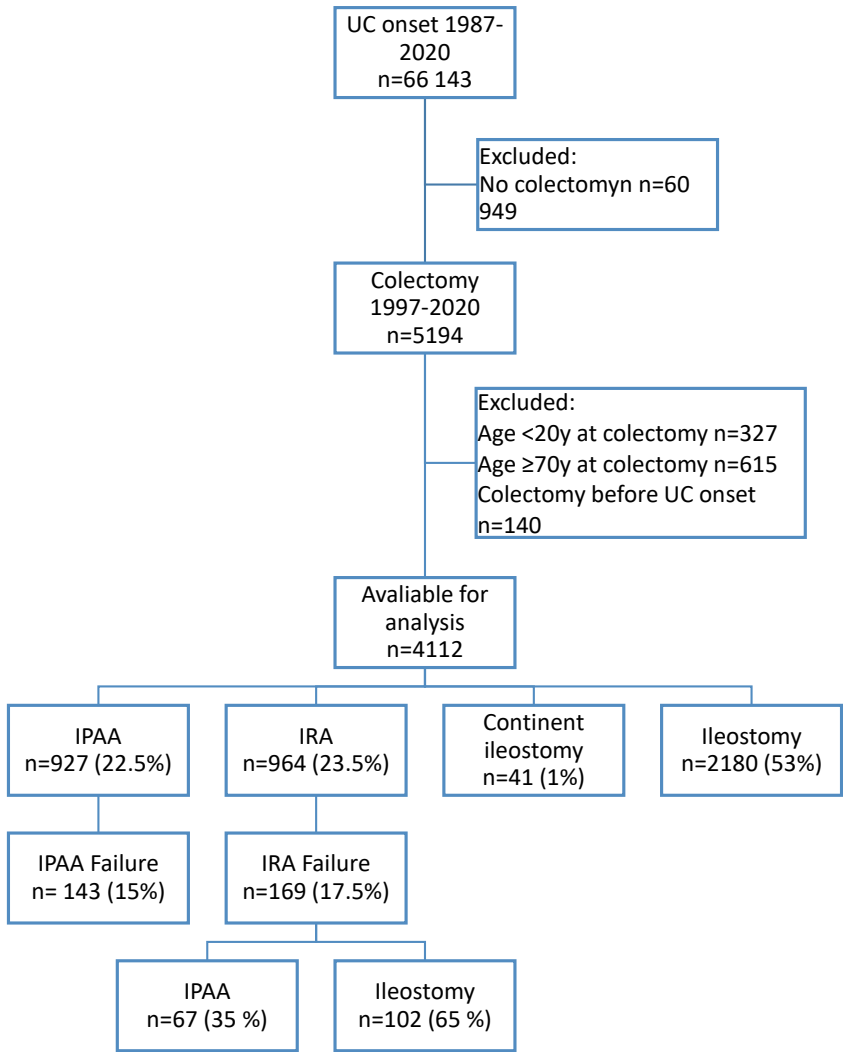 UC onset 1987-
2020
n=66 143
Excluded:
No colectomyn n=60
949
Colectomy
1997-2020
n=5194
Excluded:
Age <20y at colectomy n=327
Age ≥70y at colectomy n=615
Colectomy before UC onset
n=140
Avaliable for
analysis
n=4112
IPAA
n=927 (22.5%)
IRA
n=964 (23.5%)
Continent
ileostomy
n=41 (1%)
Ileostomy
n=2180 (53%)
IPAA Failure
n= 143 (15%)
IRA Failure
n=169 (17.5%)
IPAA
n=67 (35 %)
Ileostomy
n=102 (65 %)